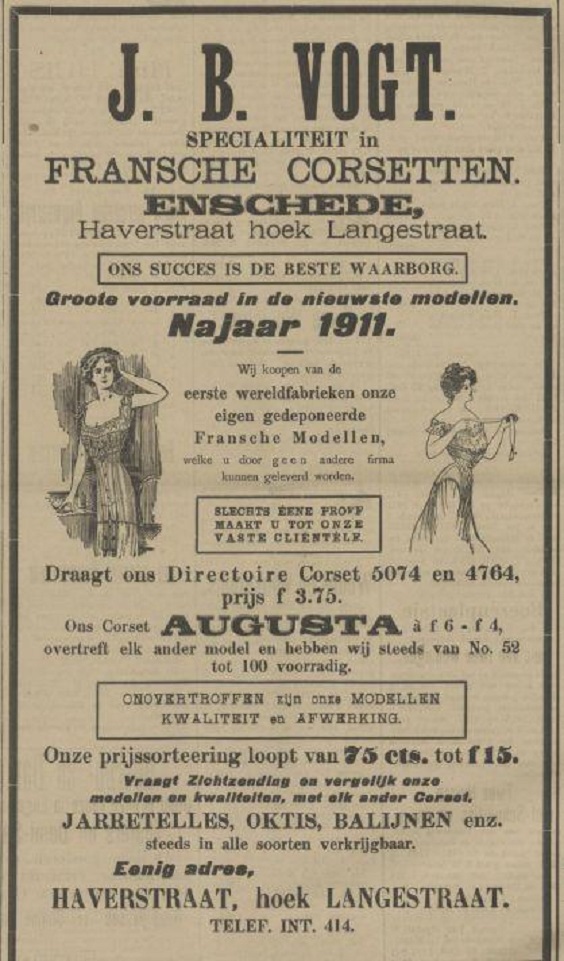 J. B. VOGT.
SPECIALITEIT in
FRANSCHE CORSETTEN.
ENSCHEDE,
Haverstraat hoek Langestraat.
ONS SUCCES IS DE BESTE WAARBORG.
Groote voorraad in de nieuwste modellen.
Najaar 1911.
Wij koopen van de
eerste wereldfabrieken onze
eigen gedeponeerde
Fransche Modellen,
welke u door geen andere firma
kunnen geleverd worden.
SLECHTS ÉENE PROEF
MAAKT U TOT ONZE
VASTE CLIËNTÈLE.
Draagt ons Directoire Corset 5074 en 4764,
prijs f 3.75.
Ons Corset AUGUSTA à f 6 - f 4,
overtreft elk ander model en hebben wij steeds van No. 52
tot 100 voorradig.
ONOVERTROFFEN zijn onze MODELLEN
KWALITEIT en AFWERKING.
Onze prijssorteering loopt van 75 cts. tot f 15.
Vraagt Zichtzending en vergelijk onze
modellen en kwaliteiten, met elk ander Corset.
JARRETELLES, OKTIS, BALIJNEN enz.
steeds in alle soorten verkrijgbaar.
Eenig adres,
HAVERSTRAAT, hoek LANGESTRAAT.
TELEF. INT. 414.